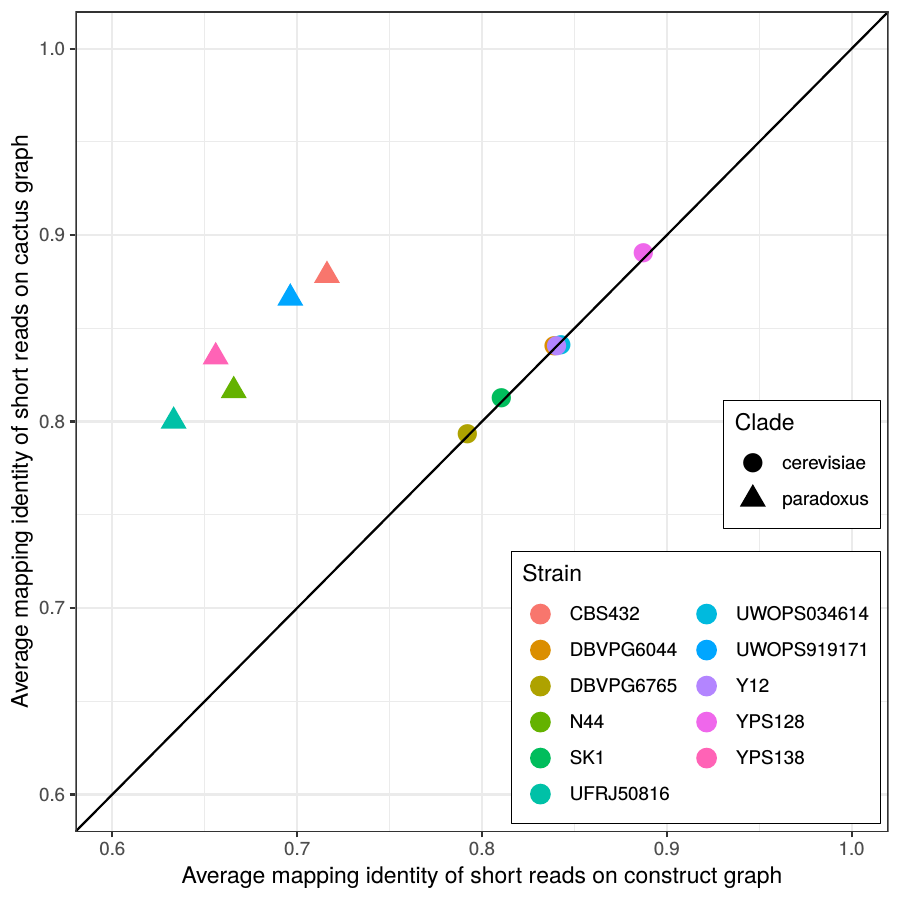 1.0
0.9
0.8
0.7
0.6
Average mapping identity of short reads on cactus graph
Clade
cerevisiae
paradoxus
Strain
CBS432
DBVPG6044
DBVPG6765
N44
SK1
UFRJ50816
UWOPS034614
UWOPS919171
Y12
YPS128
YPS138
0.6 0.7 0.8 0.9 1.0
Average mapping identity of short reads on construct graph